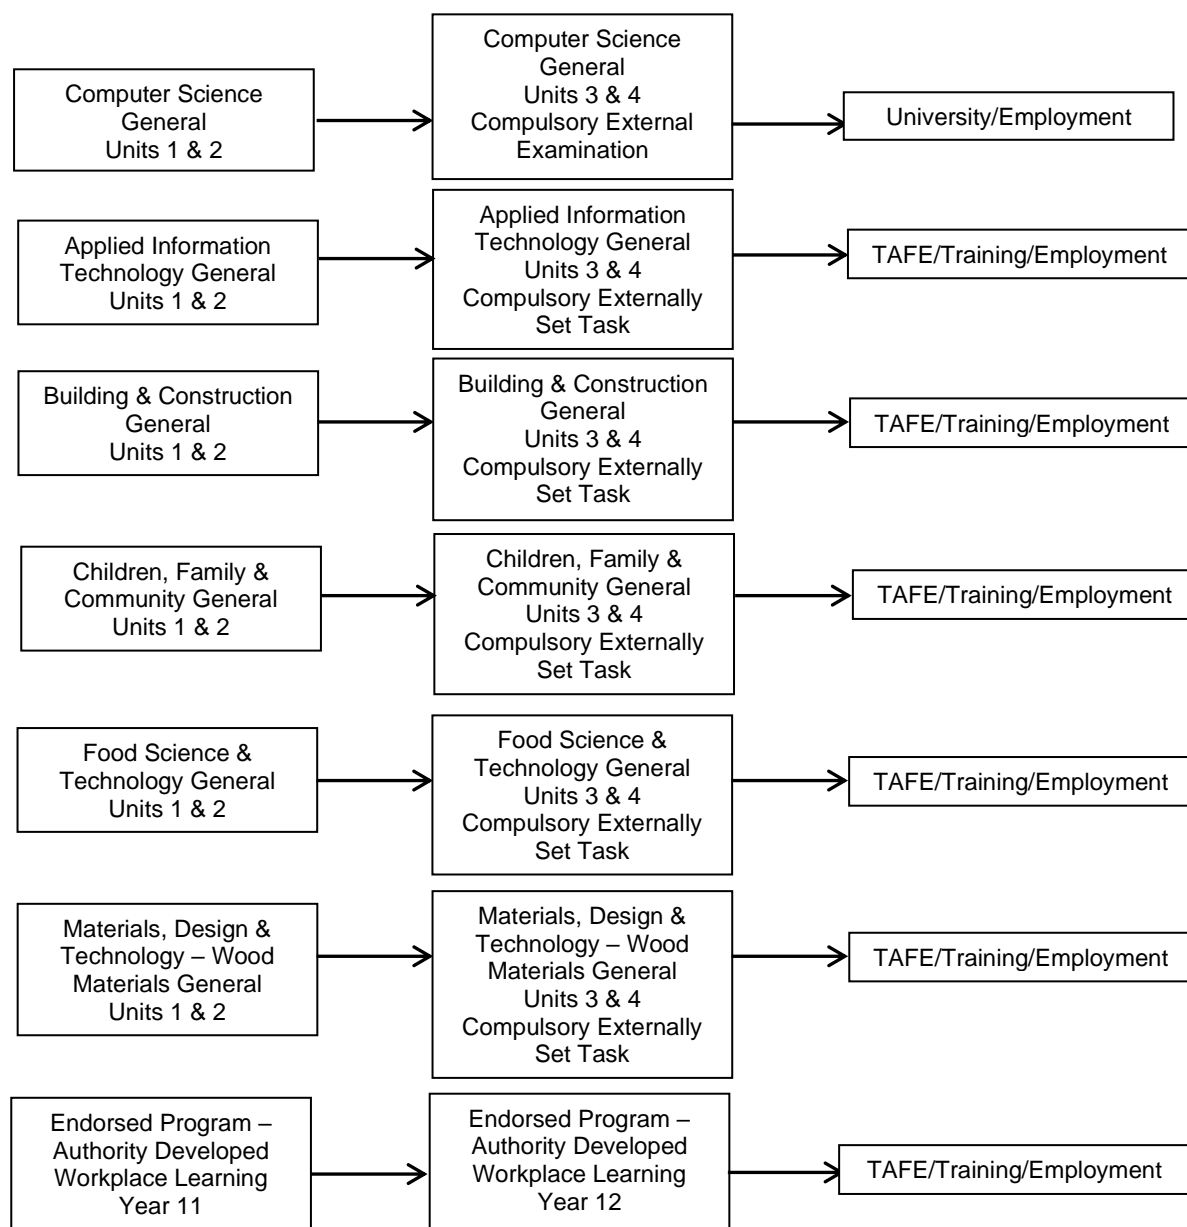 Computer Science
General
Units 1 & 2
Computer Science
General
Units 3 & 4
Compulsory External
Examination
University/Employment
Applied Information
Technology General
Units 1 & 2
Applied Information
Technology General
Units 3 & 4
Compulsory Externally
Set Task
TAFE/Training/Employment
Building & Construction
General
Units 1 & 2
Building & Construction
General
Units 3 & 4
Compulsory Externally
Set Task
TAFE/Training/Employment
Children, Family &
Community General
Units 1 & 2
Children, Family &
Community General
Units 3 & 4
Compulsory Externally
Set Task
TAFE/Training/Employment
Food Science &
Technology General
Units 1 & 2
Food Science &
Technology General
Units 3 & 4
Compulsory Externally
Set Task
TAFE/Training/Employment
Materials, Design &
Technology – Wood
Materials General
Units 1 & 2
Materials, Design &
Technology – Wood
Materials General
Units 3 & 4
Compulsory Externally
Set Task
TAFE/Training/Employment
Endorsed Program –
Authority Developed
Workplace Learning
Year 11
Endorsed Program –
Authority Developed
Workplace Learning
Year 12
TAFE/Training/Employment